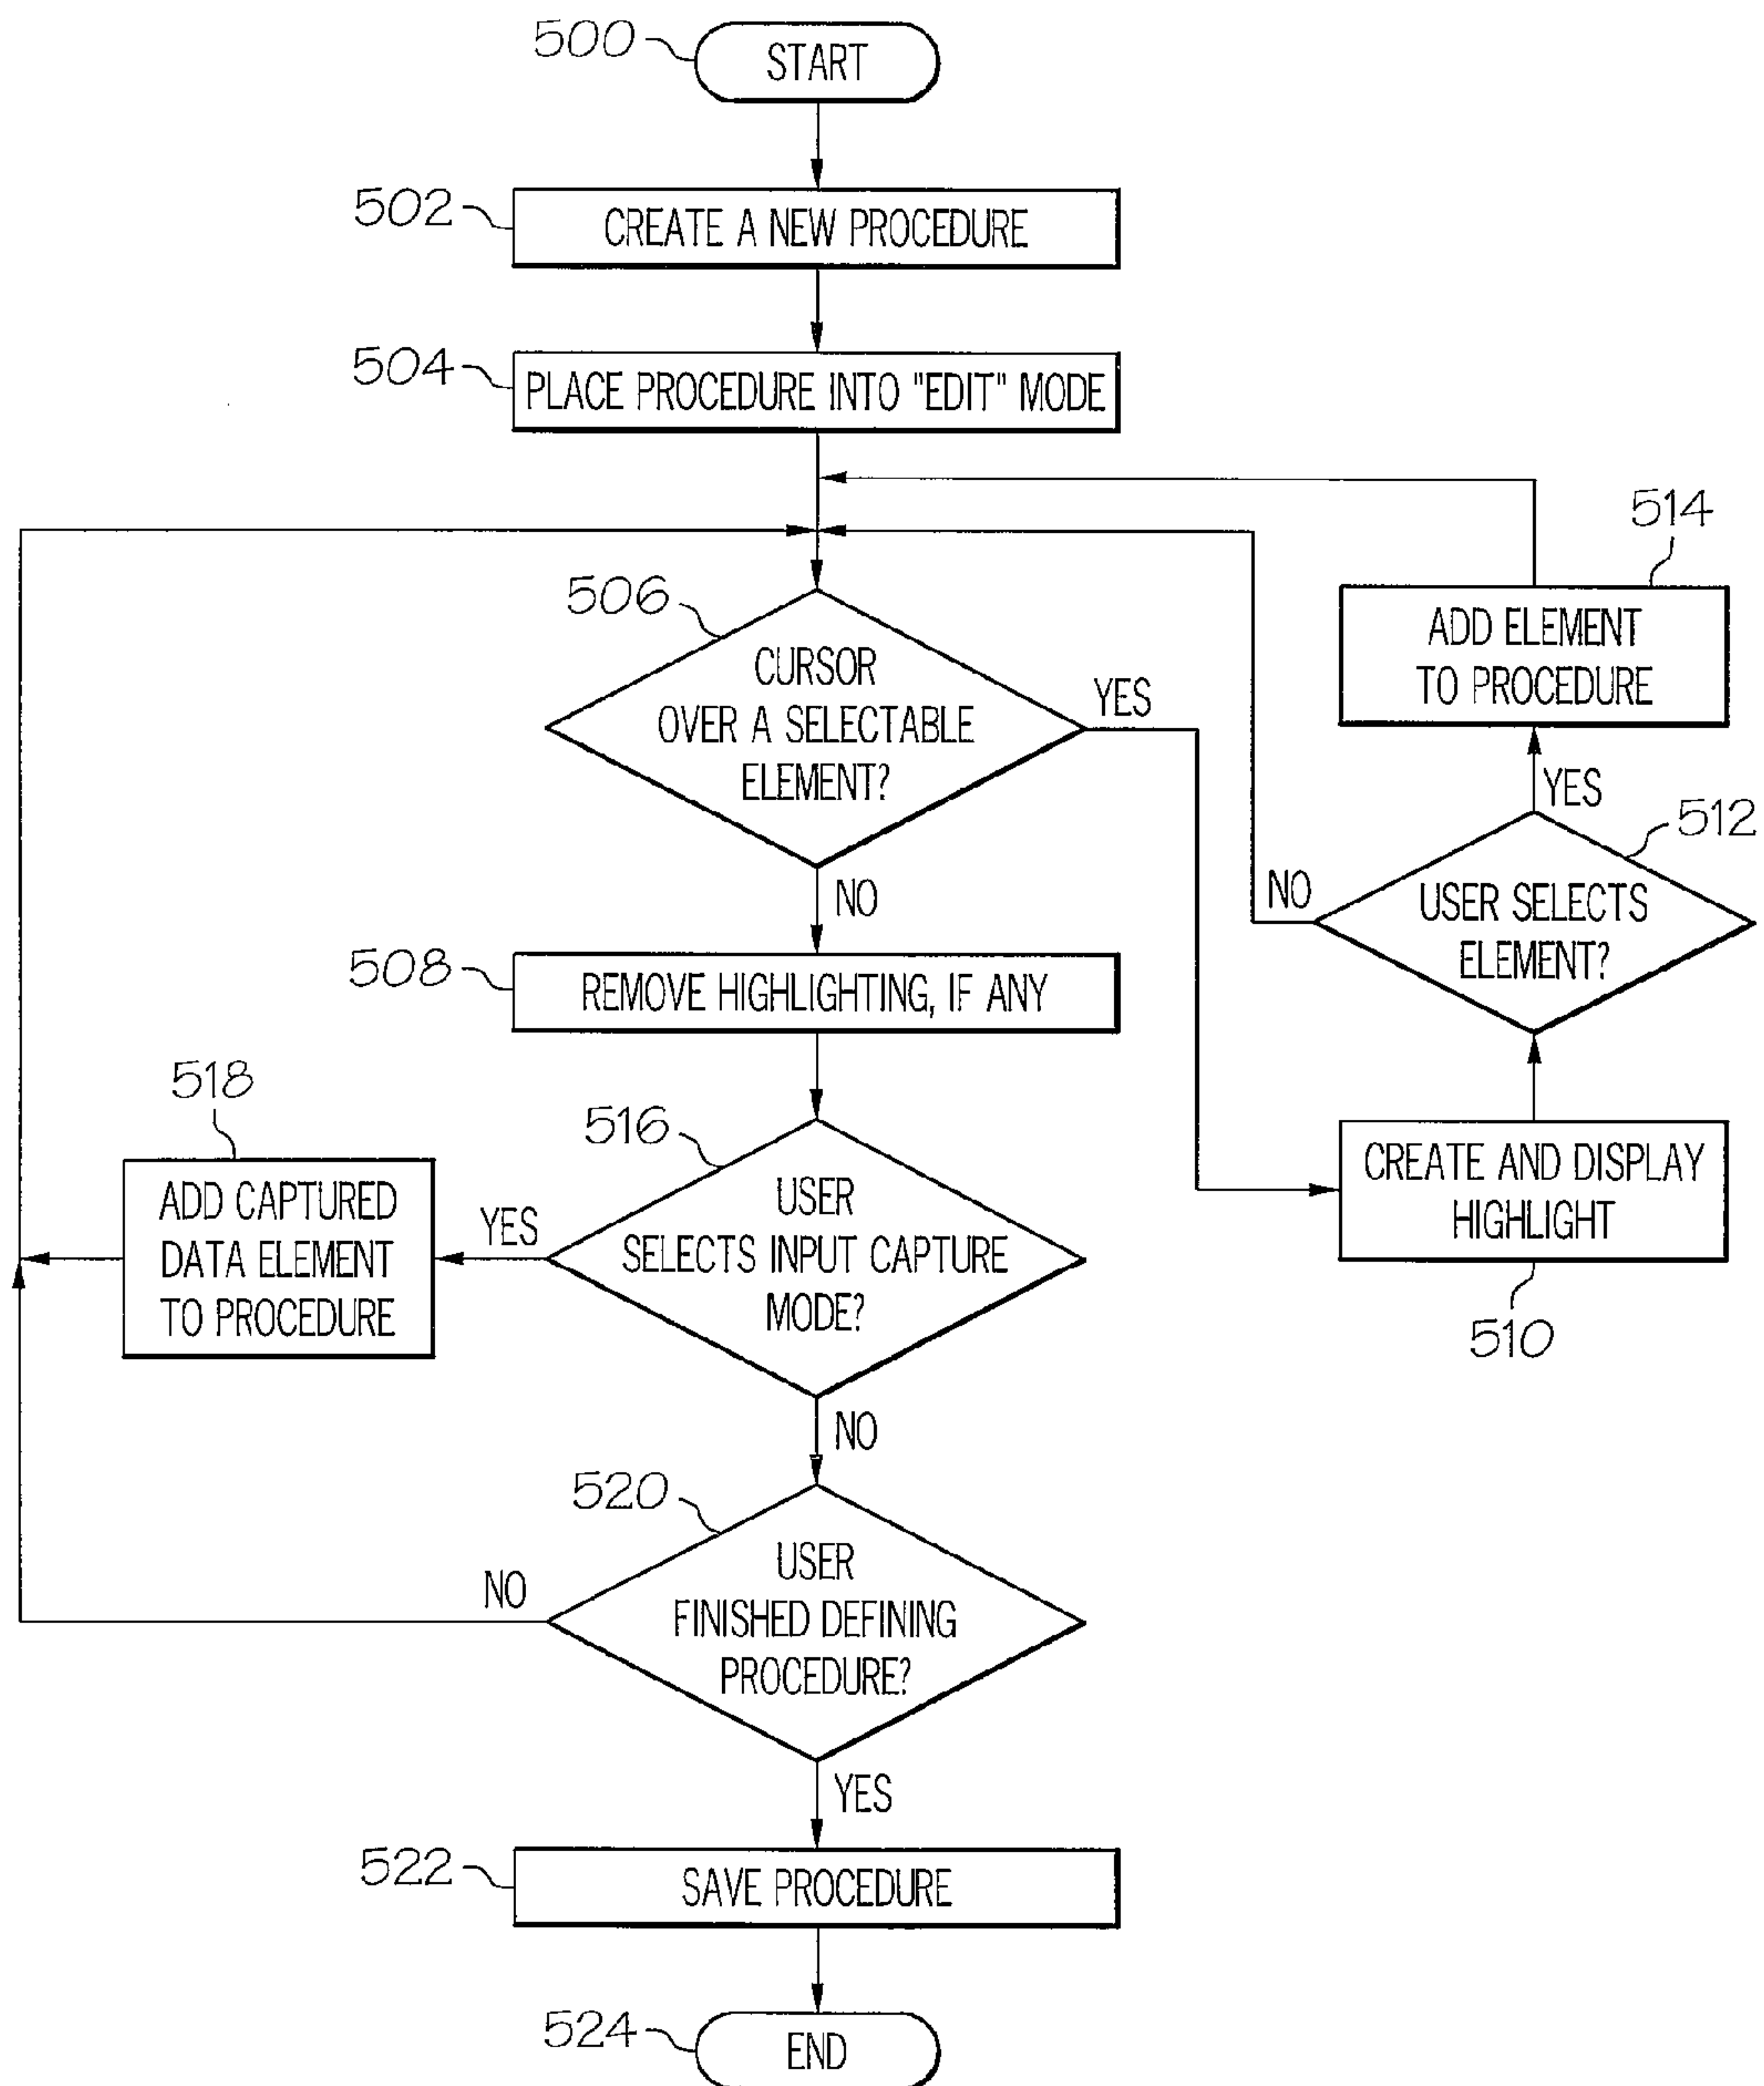 500
START
502
CREATE A NEW PROCEDURE
504
PLACE PROCEDURE INTO "EDIT" MODE
514
506
ADD ELEMENT
TO PROCEDURE
CURSOR
OVER A SELECTABLE
ELEMENT?
YES
YES
512
NO
NO
USER SELECTS
ELEMENT?
508
REMOVE HIGHLIGHTING, IF ANY
518
516
CREATE AND DISPLAY
HIGHLIGHT
510
ADD CAPTURED
DATA ELEMENT
TO PROCEDURE
YES
USER
SELECTS INPUT CAPTURE
MODE?
NO
520
NO
USER
FINISHED DEFINING
PROCEDURE?
YES
522
SAVE PROCEDURE
524
END